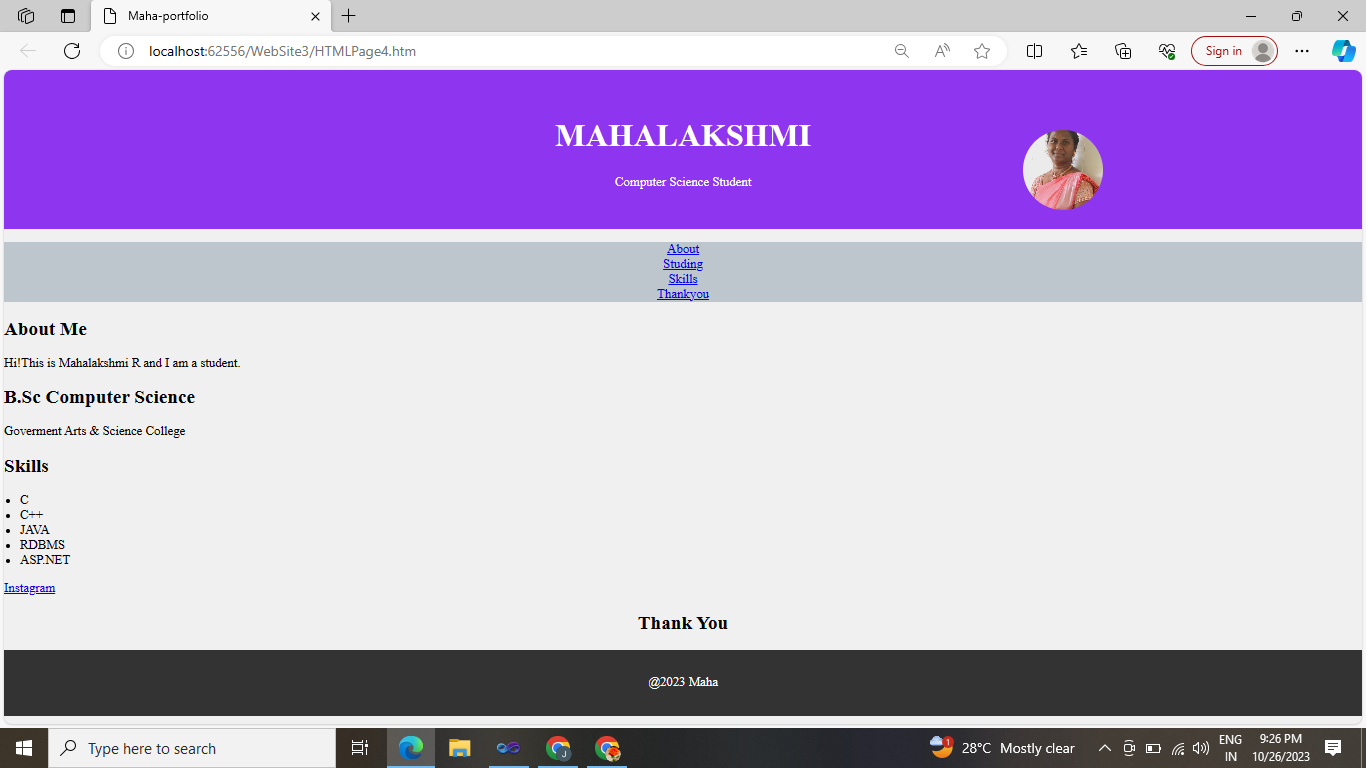 Maha-portfolio
localhost:62556/WebSite3/HTMLPage4.htm
Sign in
MAHALAKSHMI
Computer Science Student
About
Studing
Skills
Thankyou
About Me
Hi!This is Mahalakshmi R and I am a student.
B.Sc Computer Science
Goverment Arts & Science College
Skills
C
C++
JAVA
RDBMS
ASP.NET
Instagram
Thank You
@2023 Maha
Type here to search
J
1
28°C Mostly clear
ENG
IN
9:26 PM
10/26/2023